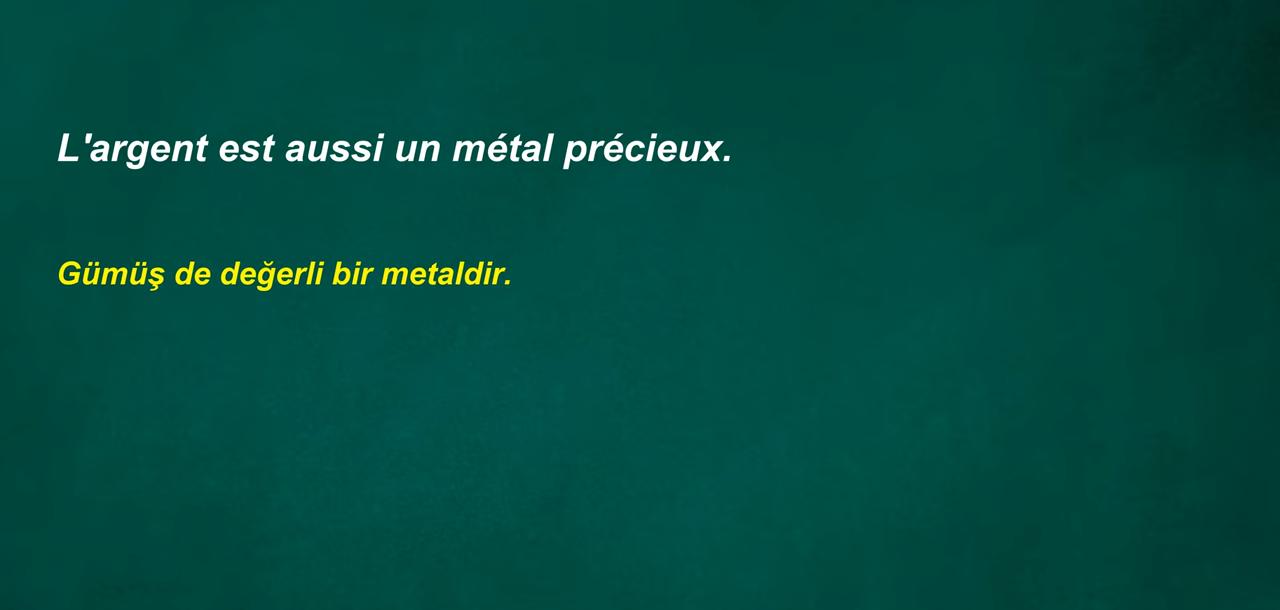 L'argent est aussi un métal précieux.
Gümüş de değerli bir metaldir.